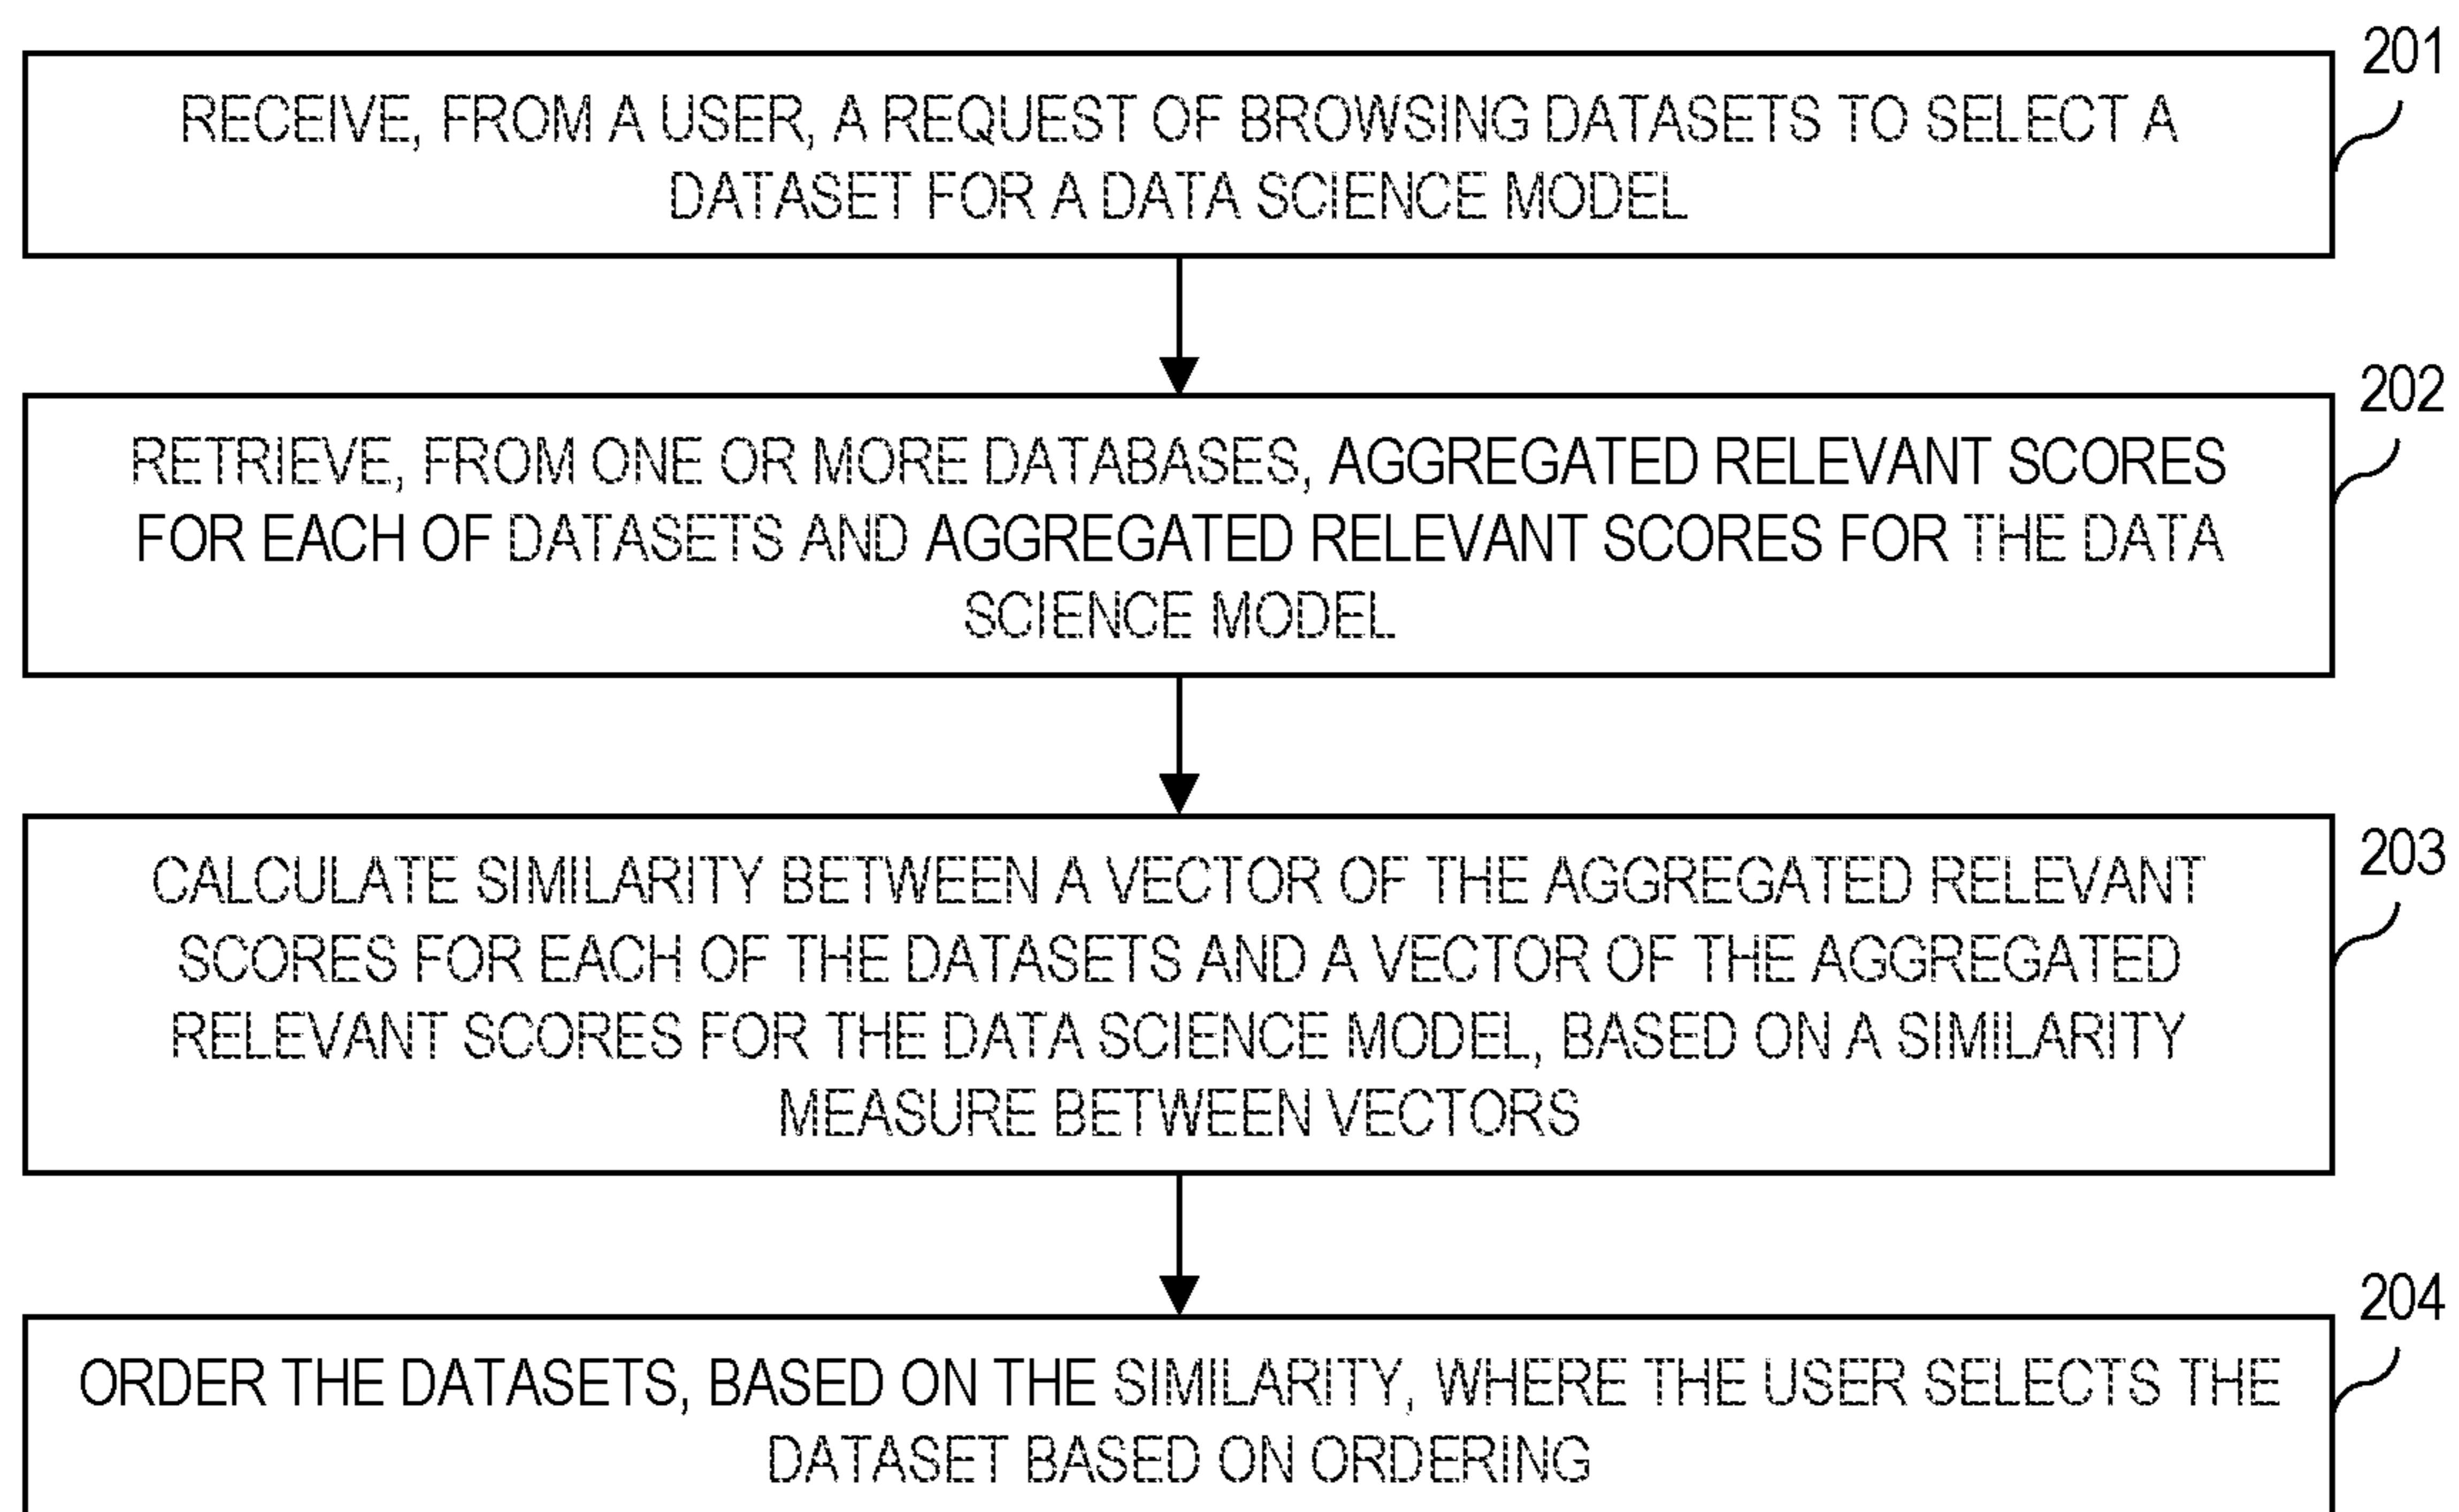 201
RECEIVE, FROM A USER, A REQUEST OF BROWSING DATASETS TO SELECT A
DATASET FOR A DATA SCIENCE MODEL
202
RETRIEVE, FROM ONE OR MORE DATABASES, AGGREGATED RELEVANT SCORES
FOR EACH OF DATASETS AND AGGREGATED RELEVANT SCORES FOR THE DATA
SCIENCE MODEL
203
CALCULATE SIMILARITY BETWEEN A VECTOR OF THE AGGREGATED RELEVANT
SCORES FOR EACH OF THE DATASETS AND A VECTOR OF THE AGGREGATED
RELEVANT SCORES FOR THE DATA SCIENCE MODEL, BASED ON A SIMILARITY
MEASURE BETWEEN VECTORS
204
ORDER THE DATASETS, BASED ON THE SIMILARITY, WHERE THE USER SELECTS THE
DATASET BASED ON ORDERING